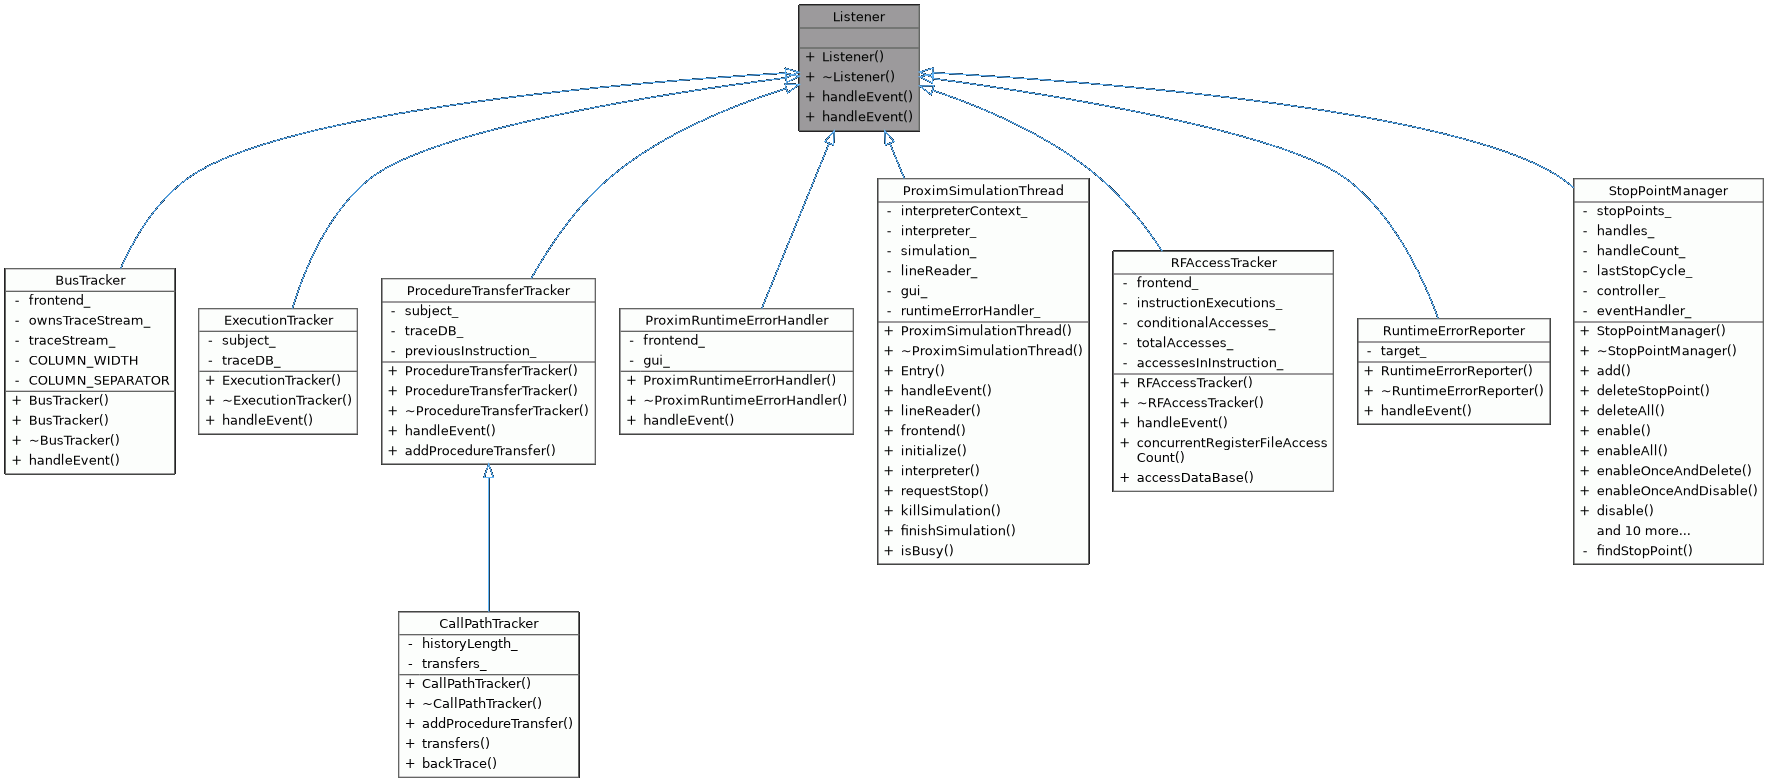 Listener
+ Listener()
+ ~Listener()
+ handleEvent()
+ handleEvent()
BusTracker
- frontend_
- ownsTraceStream_
- traceStream_
- COLUMN_WIDTH
- COLUMN_SEPARATOR
+ BusTracker()
+ BusTracker()
+ ~BusTracker()
+ handleEvent()
ExecutionTracker
- subject_
- traceDB_
+ ExecutionTracker()
+ ~ExecutionTracker()
+ handleEvent()
ProcedureTransferTracker
- subject_
- traceDB_
- previousInstruction_
+ ProcedureTransferTracker()
+ ProcedureTransferTracker()
+ ~ProcedureTransferTracker()
+ handleEvent()
+ addProcedureTransfer()
ProximRuntimeErrorHandler
- frontend_
- gui_
+ ProximRuntimeErrorHandler()
+ ~ProximRuntimeErrorHandler()
+ handleEvent()
ProximSimulationThread
- interpreterContext_
- interpreter_
- simulation_
- lineReader_
- gui_
- runtimeErrorHandler_
+ ProximSimulationThread()
+ ~ProximSimulationThread()
+ Entry()
+ handleEvent()
+ lineReader()
+ frontend()
+ initialize()
+ interpreter()
+ requestStop()
+ killSimulation()
+ finishSimulation()
+ isBusy()
RFAccessTracker
- frontend_
- instructionExecutions_
- conditionalAccesses_
- totalAccesses_
- accessesInInstruction_
+ RFAccessTracker()
+ ~RFAccessTracker()
+ handleEvent()
+ concurrentRegisterFileAccess
Count()
+ accessDataBase()
RuntimeErrorReporter
- target_
+ RuntimeErrorReporter()
+ ~RuntimeErrorReporter()
+ handleEvent()
StopPointManager
- stopPoints_
- handles_
- handleCount_
- lastStopCycle_
- controller_
- eventHandler_
+ StopPointManager()
+ ~StopPointManager()
+ add()
+ deleteStopPoint()
+ deleteAll()
+ enable()
+ enableAll()
+ enableOnceAndDelete()
+ enableOnceAndDisable()
+ disable()
and 10 more...
- findStopPoint()
CallPathTracker
- historyLength_
- transfers_
+ CallPathTracker()
+ ~CallPathTracker()
+ addProcedureTransfer()
+ transfers()
+ backTrace()